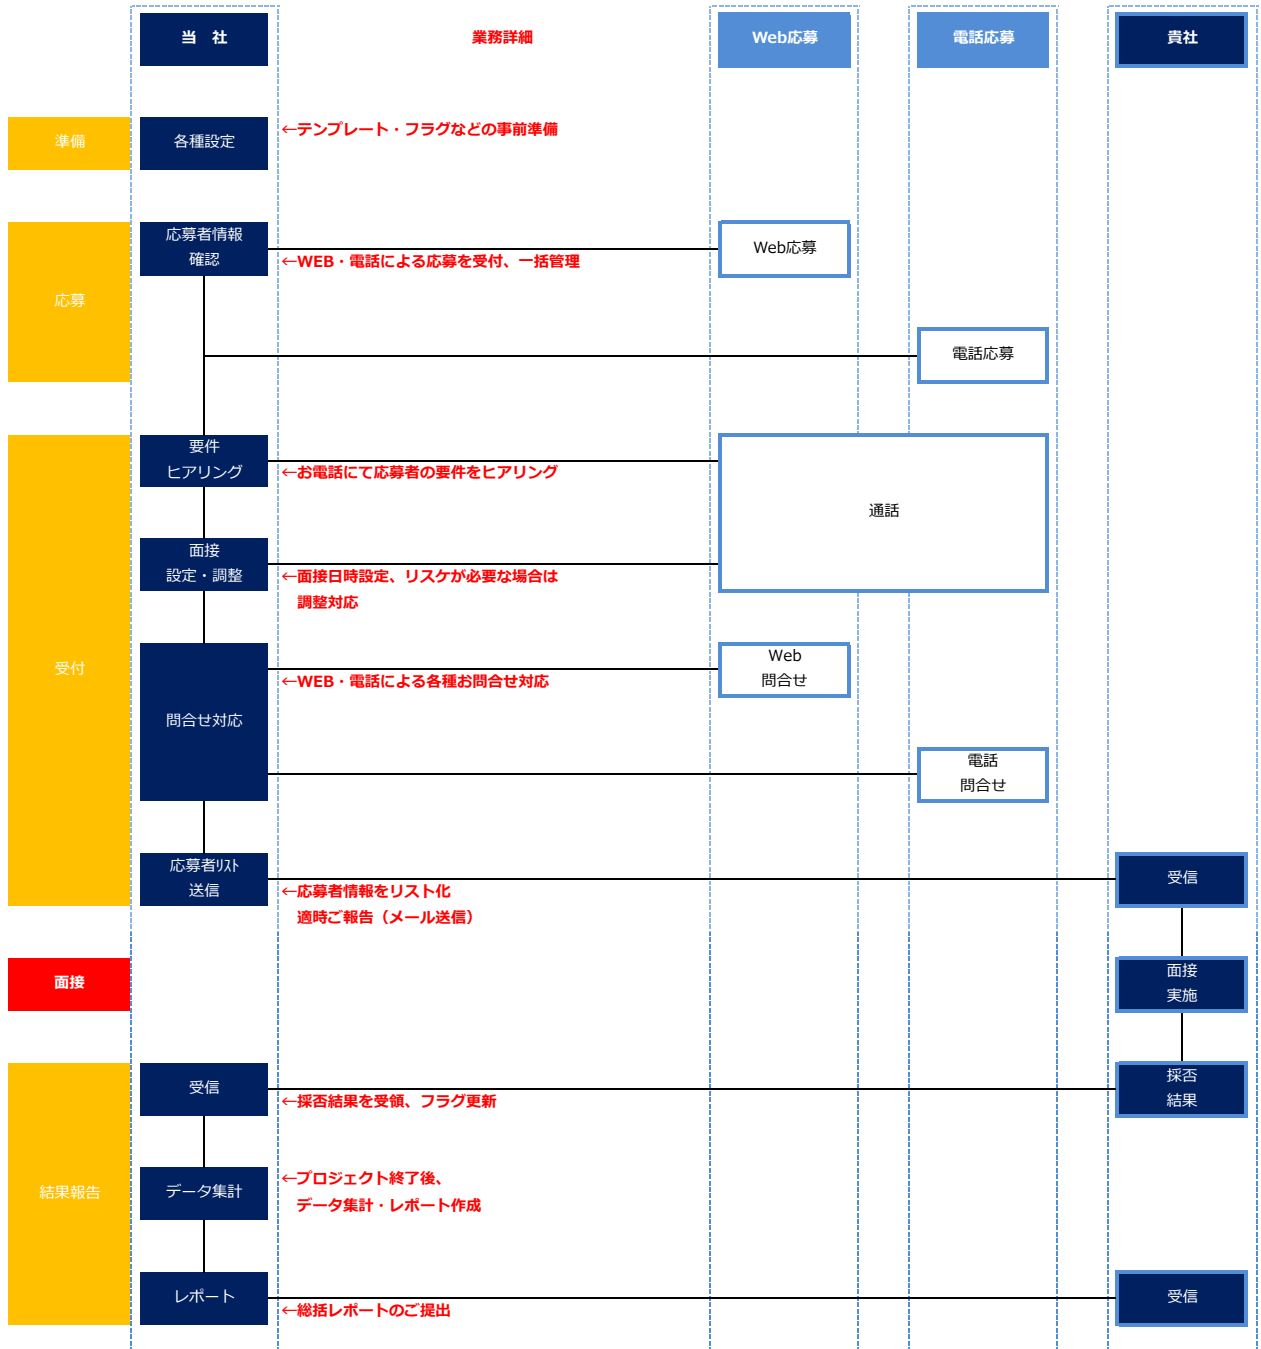 当　社
業務詳細
Web応募
電話応募
貴社
準備
各種設定
←テンプレート・フラグなどの事前準備
応募
応募者情報
確認
←WEB・電話による応募を受付、一括管理
Web応募
電話応募
受付
要件
ヒアリング
←お電話にて応募者の要件をヒアリング
通話
面接
設定・調整
←面接日時設定、リスケが必要な場合は
調整対応
問合せ対応
←WEB・電話による各種お問合せ対応
Web
問合せ
電話
問合せ
応募者ﾘｽﾄ
送信
←応募者情報をリスト化
適時ご報告（メール送信）
受信
面接
面接
実施
結果報告
受信
←採否結果を受領、フラグ更新
採否
結果
データ集計
←プロジェクト終了後、
データ集計・レポート作成
レポート
←総括レポートのご提出
受信